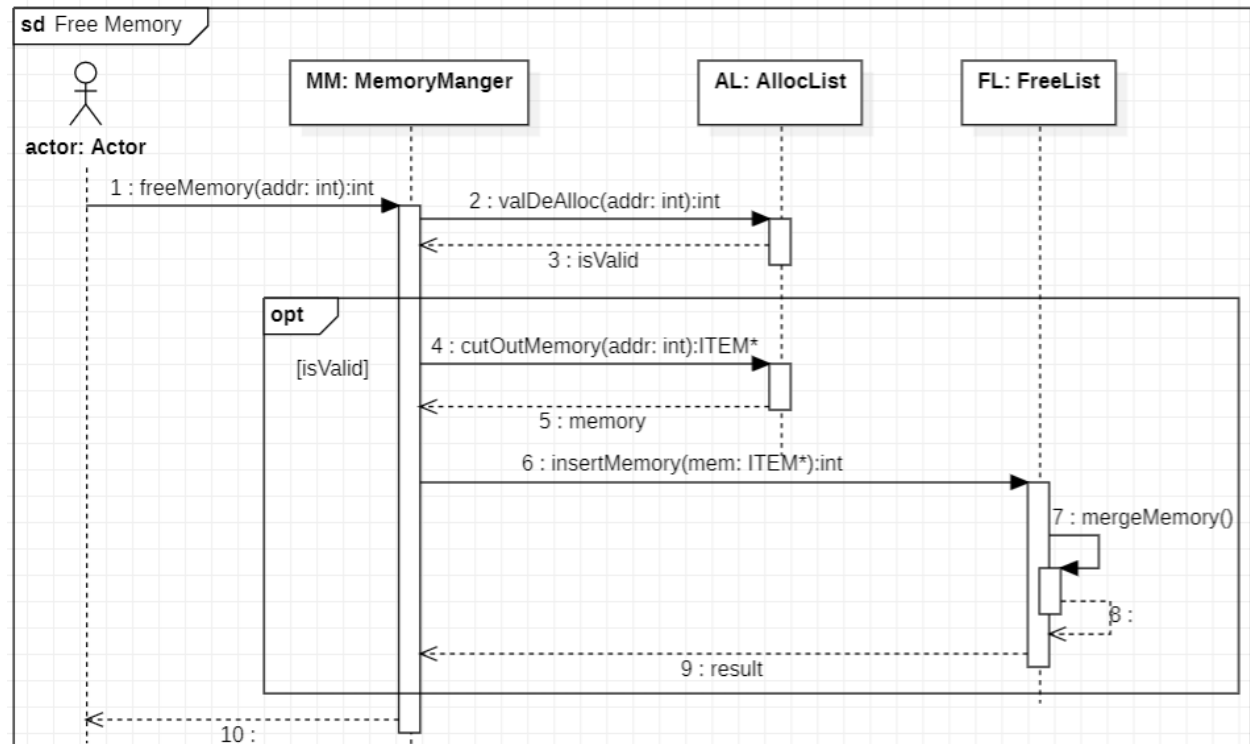 sd Free Memory
MM: MemoryManger
AL: AllocList
FL: FreeList
actor: Actor
1 : freeMemory(addr: int):int
2 : valDeAlloc(addr: int):int
3 : isValid
opt
[isValid]
4 : cutOutMemory(addr: int):ITEM*
5 : memory
6 : insertMemory(mem: ITEM*):int
7 : mergeMemory()
8 :
9 : result
10 :